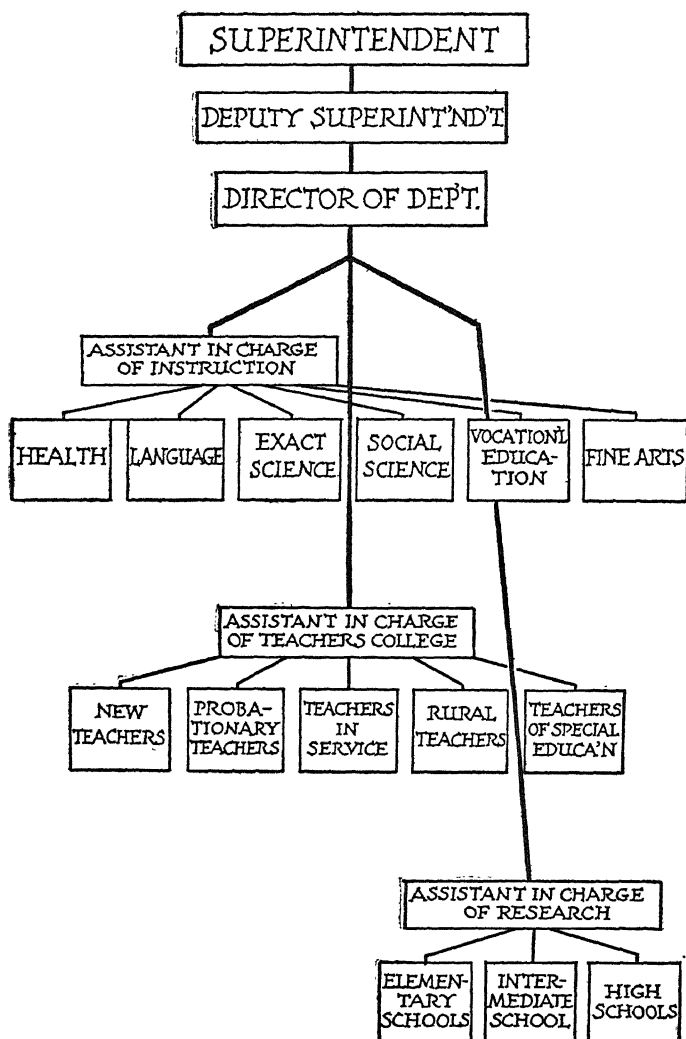 SUPERINTENDENT
DEPUTY SUPERINT'ND'T
DIRECTOR OF DEP'T.
ASSISTANT IN CHARGE
OF INSTRUCTION
HEALTH
LANGUAGE
EXACT
SCIENCE
SOCIAL
SCIENCE
VOCATION'L
EDUCA-
TION
FINE ARTS
ASSISTANT IN CHARGE
OF TEACHERS COLLEGE
NEW
TEACHERS
PROBA-
TIONARY
TEACHERS
TEACHERS
IN
SERVICE
RURAL
TEACHERS
TEACHERS
OF SPECIAL
EDUCA'N
ASSISTANT IN CHARGE
OF RESEARCH
ELEMEN-
TARY
SCHOOLS
INTER-
MEDIATE
SCHOOL
HIGH
SCHOOLS